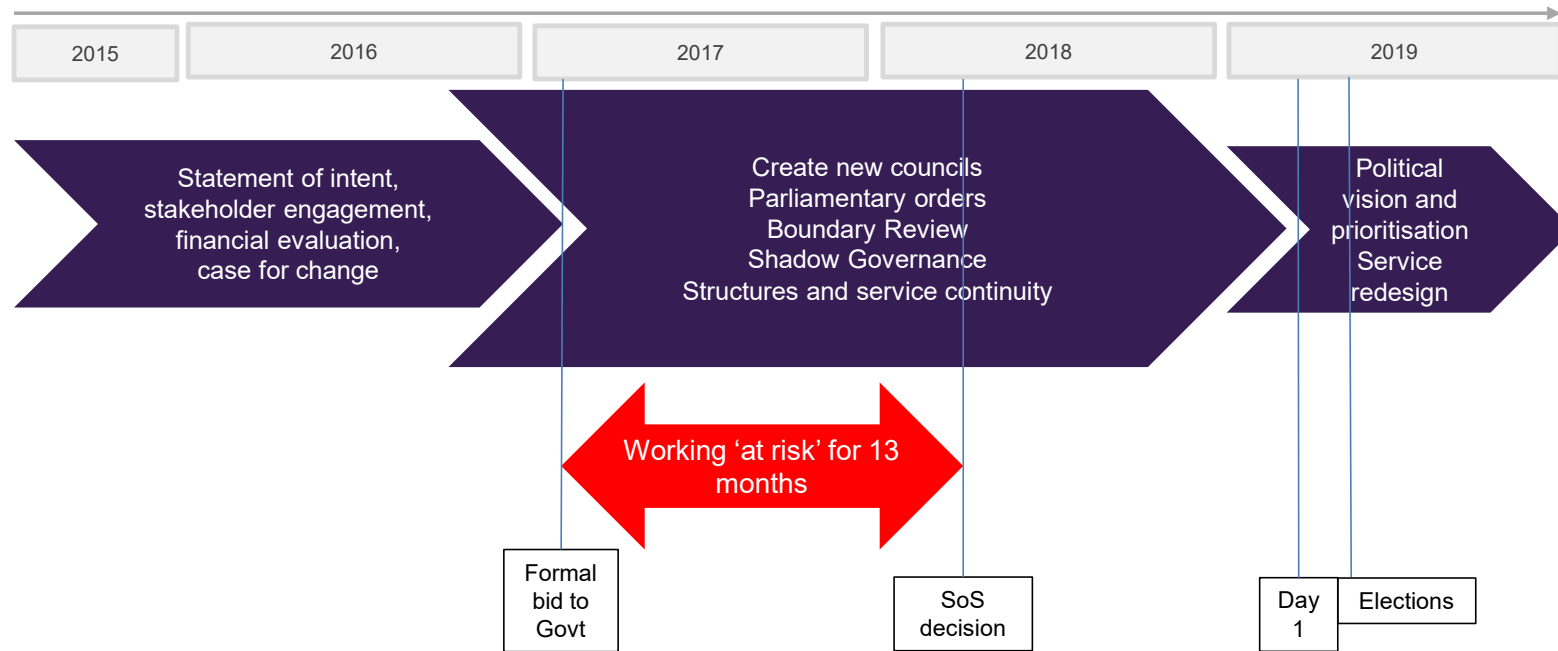 2015
2016
2017
2018
2019
Statement of intent,
stakeholder engagement,
financial evaluation,
case for change
Create new councils
Parliamentary orders
Boundary Review
Shadow Governance
Structures and service continuity
Political
vision and
prioritisation
Service
redesign
Working ‘at risk’ for 13
months
Formal
bid to
Govt
SoS
decision
Day
1
Elections